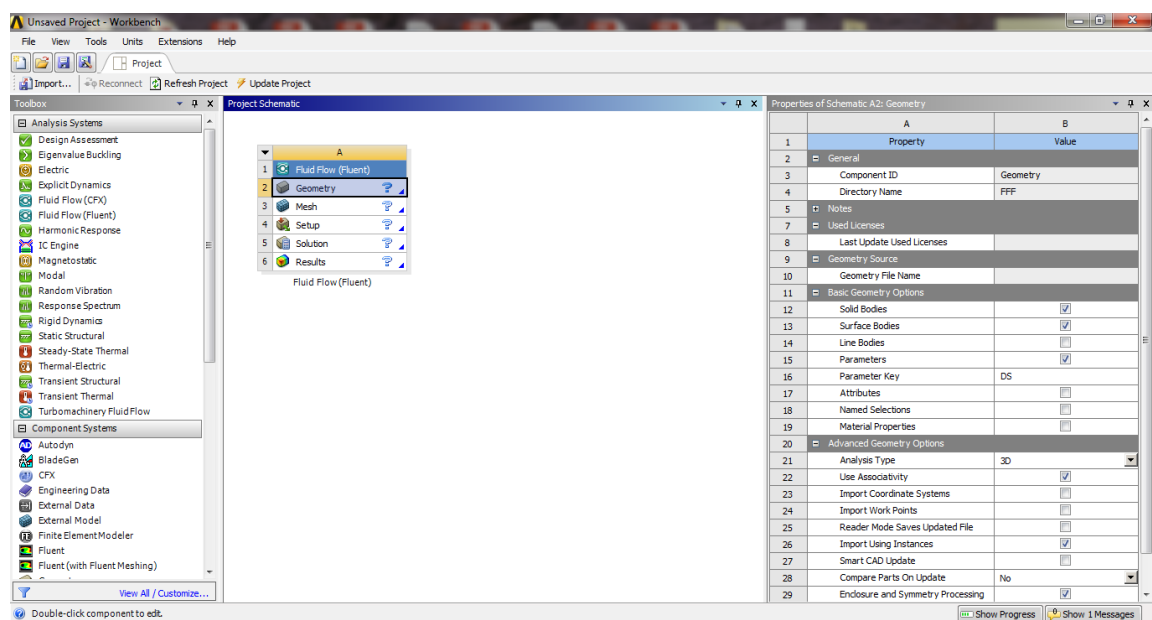 Unsaved Project - Workbench
File View Tools Units Extensions Help
Project
Import... Reconnect Refresh Project Update Project
Toolbox
Analysis Systems
Design Assessment
Eigenvalue Buckling
Electric
Explicit Dynamics
Fluid Flow (CFX)
Fluid Flow (Fluent)
Harmonic Response
IC Engine
Magnetostatic
Modal
Random Vibration
Response Spectrum
Rigid Dynamics
Static Structural
Steady-State Thermal
Thermal-Electric
Transient Structural
Transient Thermal
Turbomachinery Fluid Flow
Component Systems
Autodyn
BladeGen
CFX
Engineering Data
External Data
External Model
Finite Element Modeler
Fluent
Fluent (with Fluent Meshing)
View All / Customize...
Project Schematic
A
1 Fluid Flow (Fluent)
2 Geometry ?
3 Mesh ?
4 Setup ?
5 Solution ?
6 Results ?
Fluid Flow (Fluent)
Properties of Schematic A2: Geometry
A B
1 Property Value
2 General
3 Component ID Geometry
4 Directory Name FFF
5 Notes
7 Used Licenses
8 Last Update Used Licenses
9 Geometry Source
10 Geometry File Name
11 Basic Geometry Options
12 Solid Bodies
13 Surface Bodies
14 Line Bodies
15 Parameters
16 Parameter Key DS
17 Attributes
18 Named Selections
19 Material Properties
20 Advanced Geometry Options
21 Analysis Type 3D
22 Use Associativity
23 Import Coordinate Systems
24 Import Work Points
25 Reader Mode Saves Updated File
26 Import Using Instances
27 Smart CAD Update
28 Compare Parts On Update No
29 Enclosure and Symmetry Processing
Double-click component to edit.
Show Progress Show 1 Messages